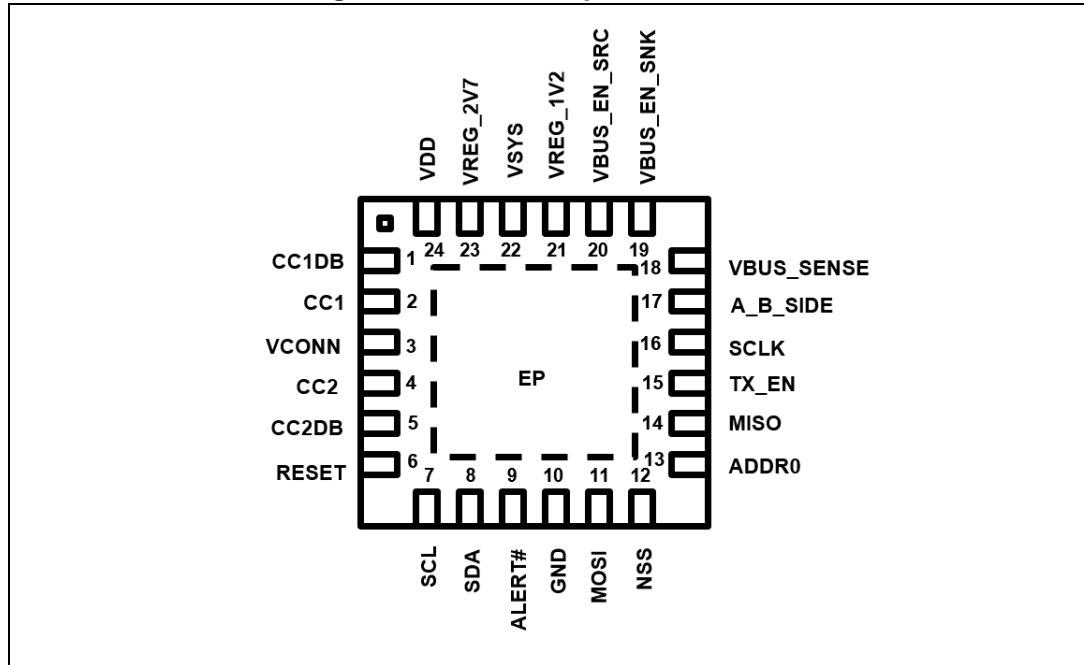 VDD
VREG_2V7
VSYS
VREG_1V2
VBUS_EN_SRC
VBUS_EN_SNK
24 23 22 21 20 19
CC1DB 1
18 VBUS_SENSE
CC1 2
17 A_B_SIDE
VCONN 3
16 SCLK
EP
CC2 4
15 TX_EN
CC2DB 5
14 MISO
RESET 6
13 ADDR0
7 8 9 10 11 12
SCL
SDA
ALERT#
GND
MOSI
NSS